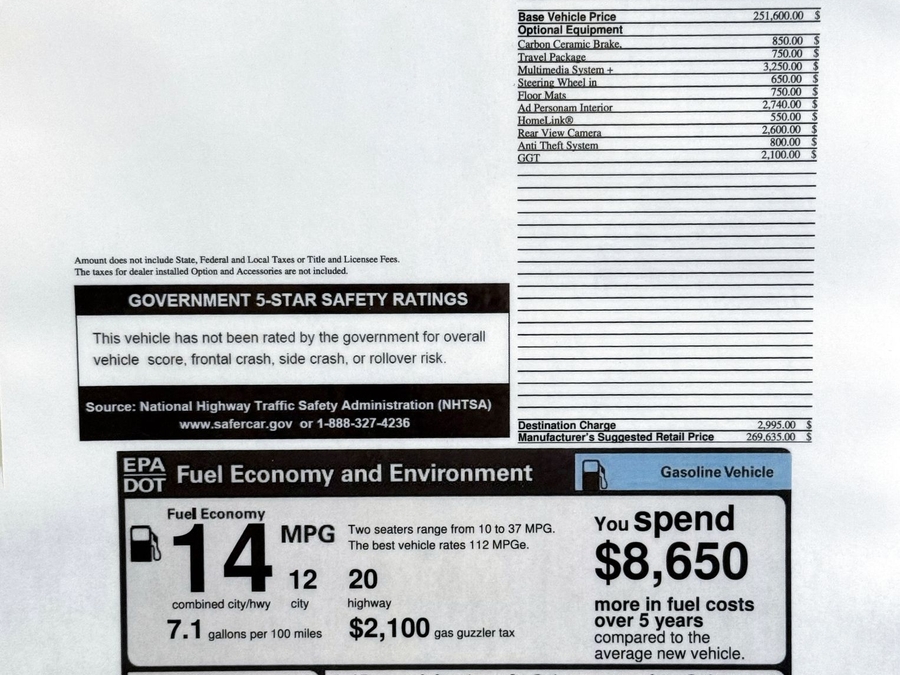 Base Vehicle Price 251,600.00 $
Optional Equipment
Carbon Ceramic Brake. 850.00 $
Travel Package 750.00 $
Multimedia System + 3,250.00 $
Steering Wheel in 650.00 $
Floor Mats 750.00 $
Ad Personam Interior 2,740.00 $
HomeLink® 550.00 $
Rear View Camera 2,600.00 $
Anti Theft System 800.00 $
GGT 2,100.00 $
Amount does not include State, Federal and Local Taxes or Title and Licensee Fees.
The taxes for dealer installed Option and Accessories are not included.
GOVERNMENT 5-STAR SAFETY RATINGS
This vehicle has not been rated by the government for overall
vehicle score, frontal crash, side crash, or rollover risk.
Source: National Highway Traffic Safety Administration (NHTSA)
www.safercar.gov or 1-888-327-4236
Destination Charge 2,995.00 $
Manufacturer's Suggested Retail Price 269,635.00 $
EPA
DOT
Fuel Economy and Environment
Gasoline Vehicle
Fuel Economy
14 MPG
combined city/hwy
12
city
20
highway
Two seaters range from 10 to 37 MPG.
The best vehicle rates 112 MPGe.
7.1 gallons per 100 miles
$2,100 gas guzzler tax
You spend
$8,650
more in fuel costs
over 5 years
compared to the
average new vehicle.